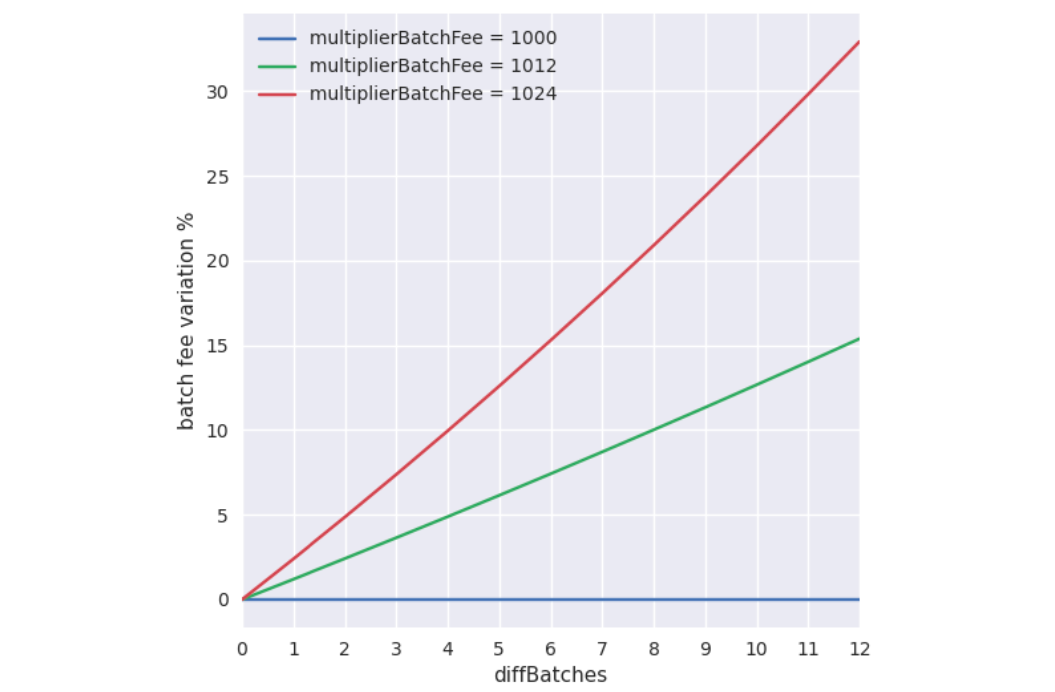 multiplierBatchFee = 1000
multiplierBatchFee = 1012
multiplierBatchFee = 1024
batch fee variation %
30
25
20
15
10
5
0
0 1 2 3 4 5 6 7 8 9 10 11 12
diffBatches